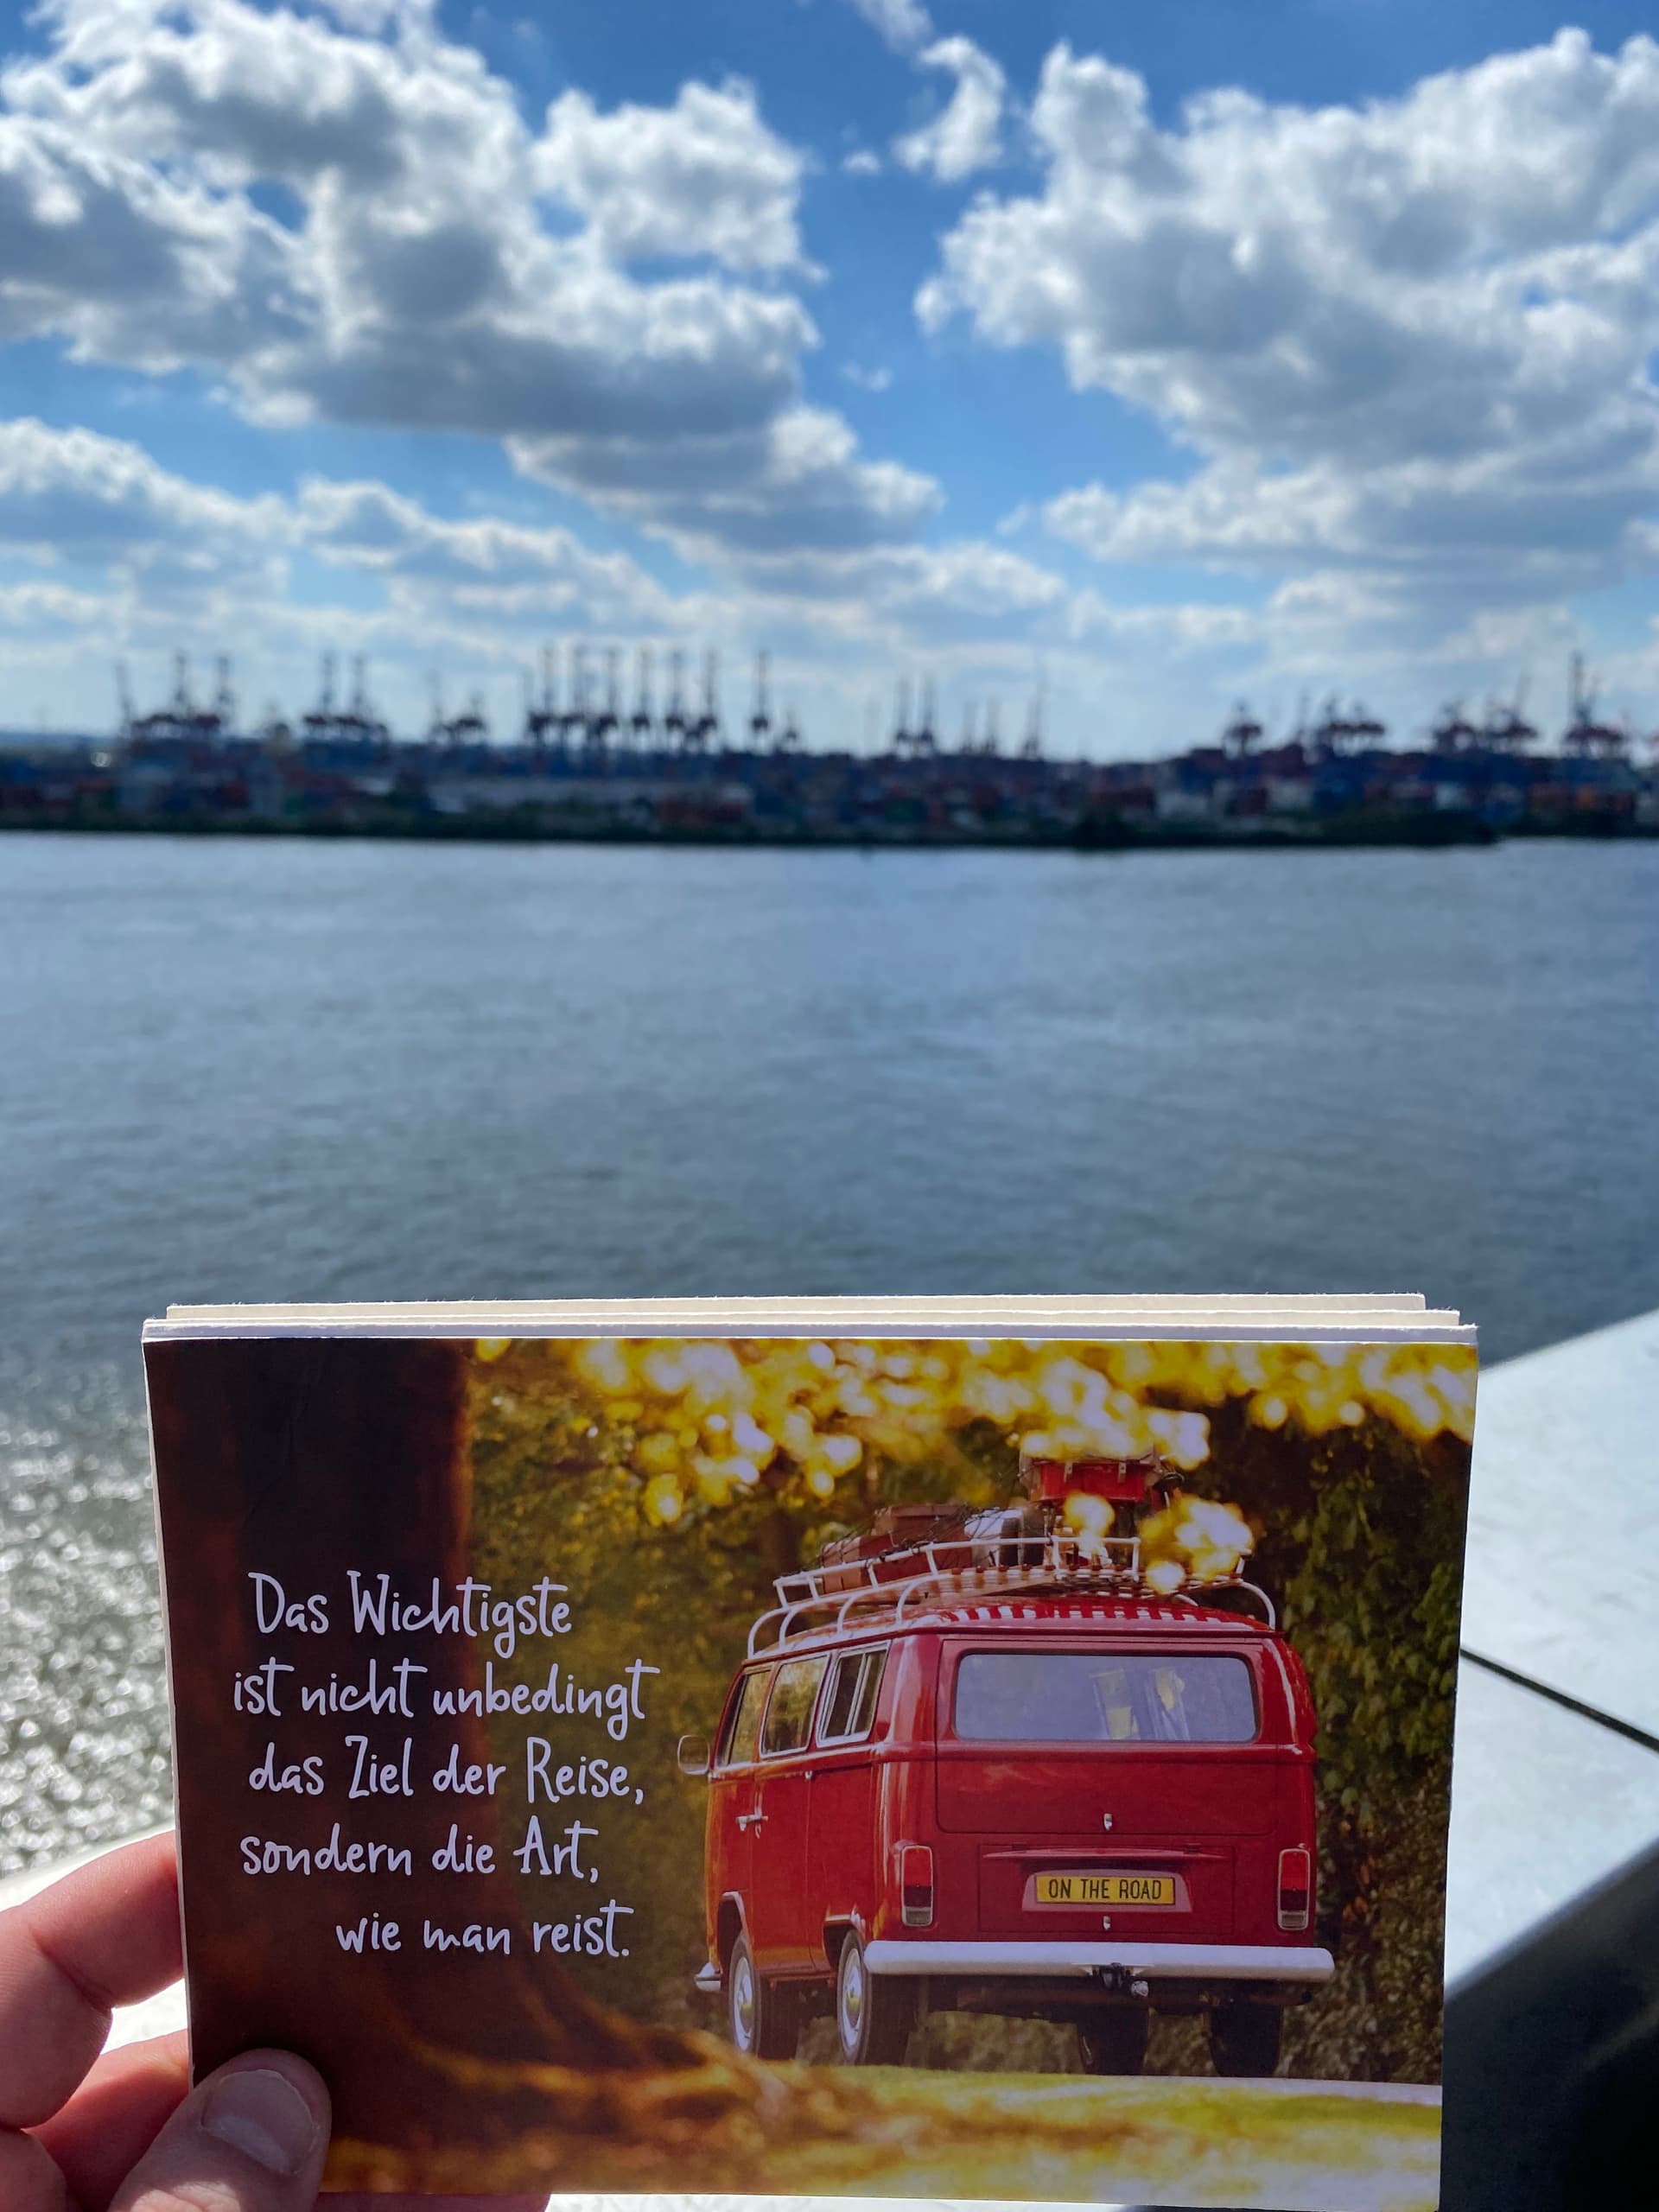 Das Wichtigste
ist nicht unbedingt
das Ziel der Reise,
sondern die Art,
wie man reist.
ON THE ROAD